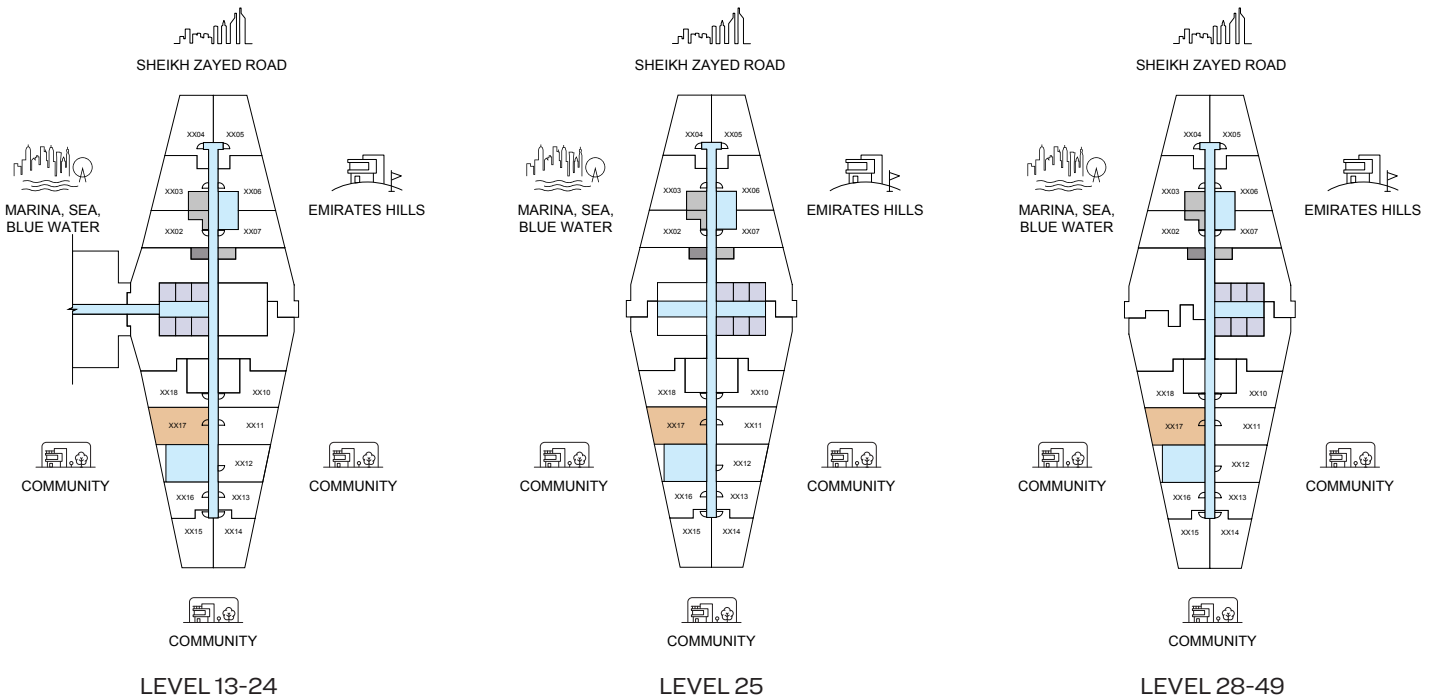 SHEIKH ZAYED ROAD
MARINA, SEA,
BLUE WATER
EMIRATES HILLS
XX04
XX05
XX03
XX06
XX02
XX07
XX18
XX10
XX17
XX11
XX12
XX16
XX13
XX15
XX14
COMMUNITY
COMMUNITY
COMMUNITY
LEVEL 13-24
SHEIKH ZAYED ROAD
MARINA, SEA,
BLUE WATER
EMIRATES HILLS
XX04
XX05
XX03
XX06
XX02
XX07
XX18
XX10
XX17
XX11
XX12
XX16
XX13
XX15
XX14
COMMUNITY
COMMUNITY
COMMUNITY
LEVEL 25
SHEIKH ZAYED ROAD
MARINA, SEA,
BLUE WATER
EMIRATES HILLS
XX04
XX05
XX03
XX06
XX02
XX07
XX18
XX10
XX17
XX11
XX12
XX16
XX13
XX15
XX14
COMMUNITY
COMMUNITY
COMMUNITY
LEVEL 28-49